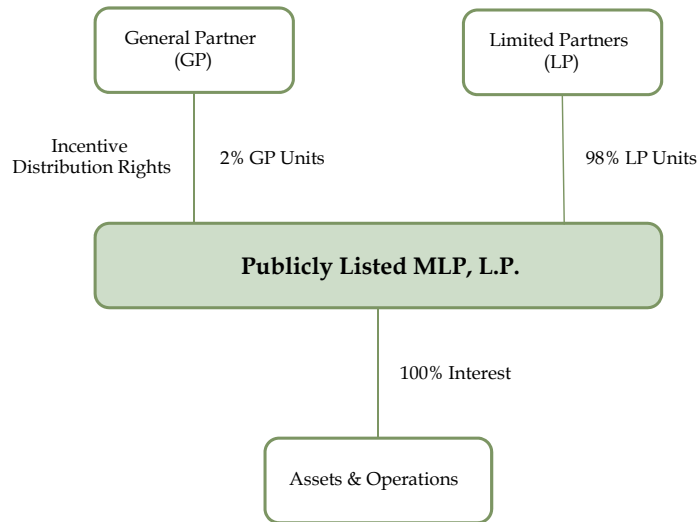 General Partner
(GP)
Limited Partners
(LP)
Incentive
Distribution Rights
2% GP Units
98% LP Units
Publicly Listed MLP, L.P.
100% Interest
Assets & Operations